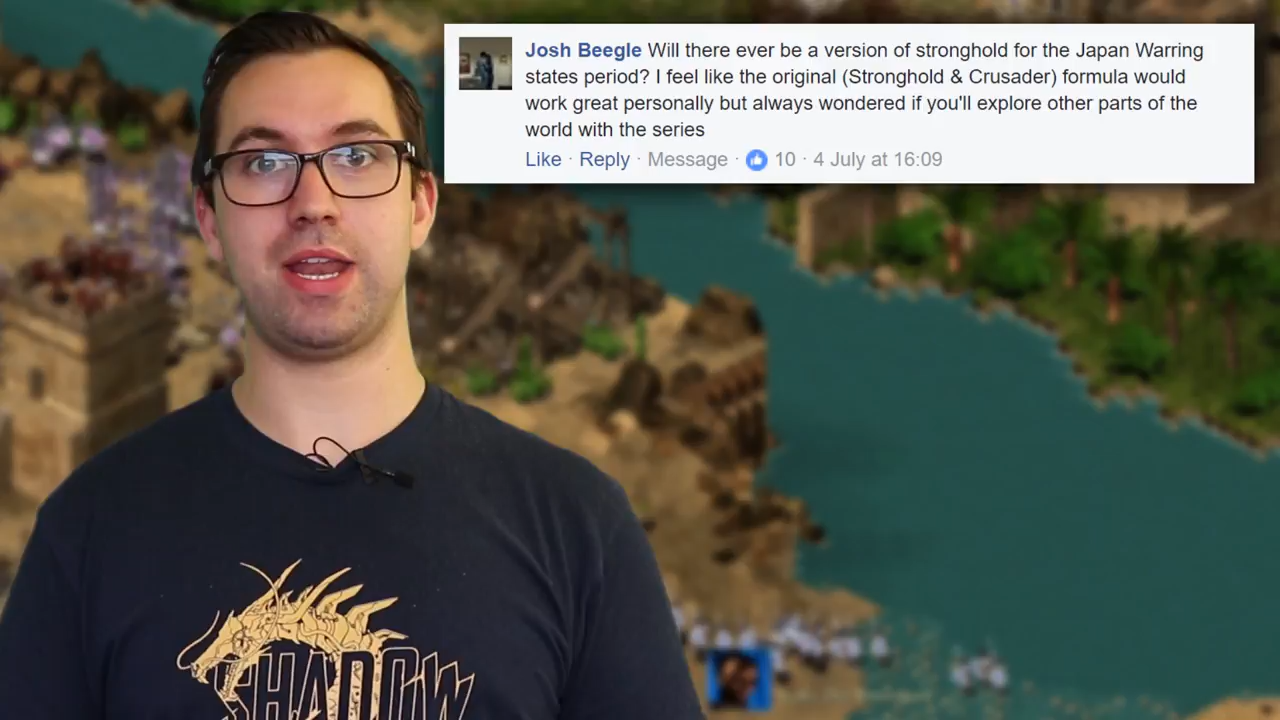 Josh Beegle Will there ever be a version of stronghold for the Japan Warring
states period? I feel like the original (Stronghold & Crusader) formula would
work great personally but always wondered if you'll explore other parts of the
world with the series
Like · Reply · Message · 10 · 4 July at 16:09
SHADOW